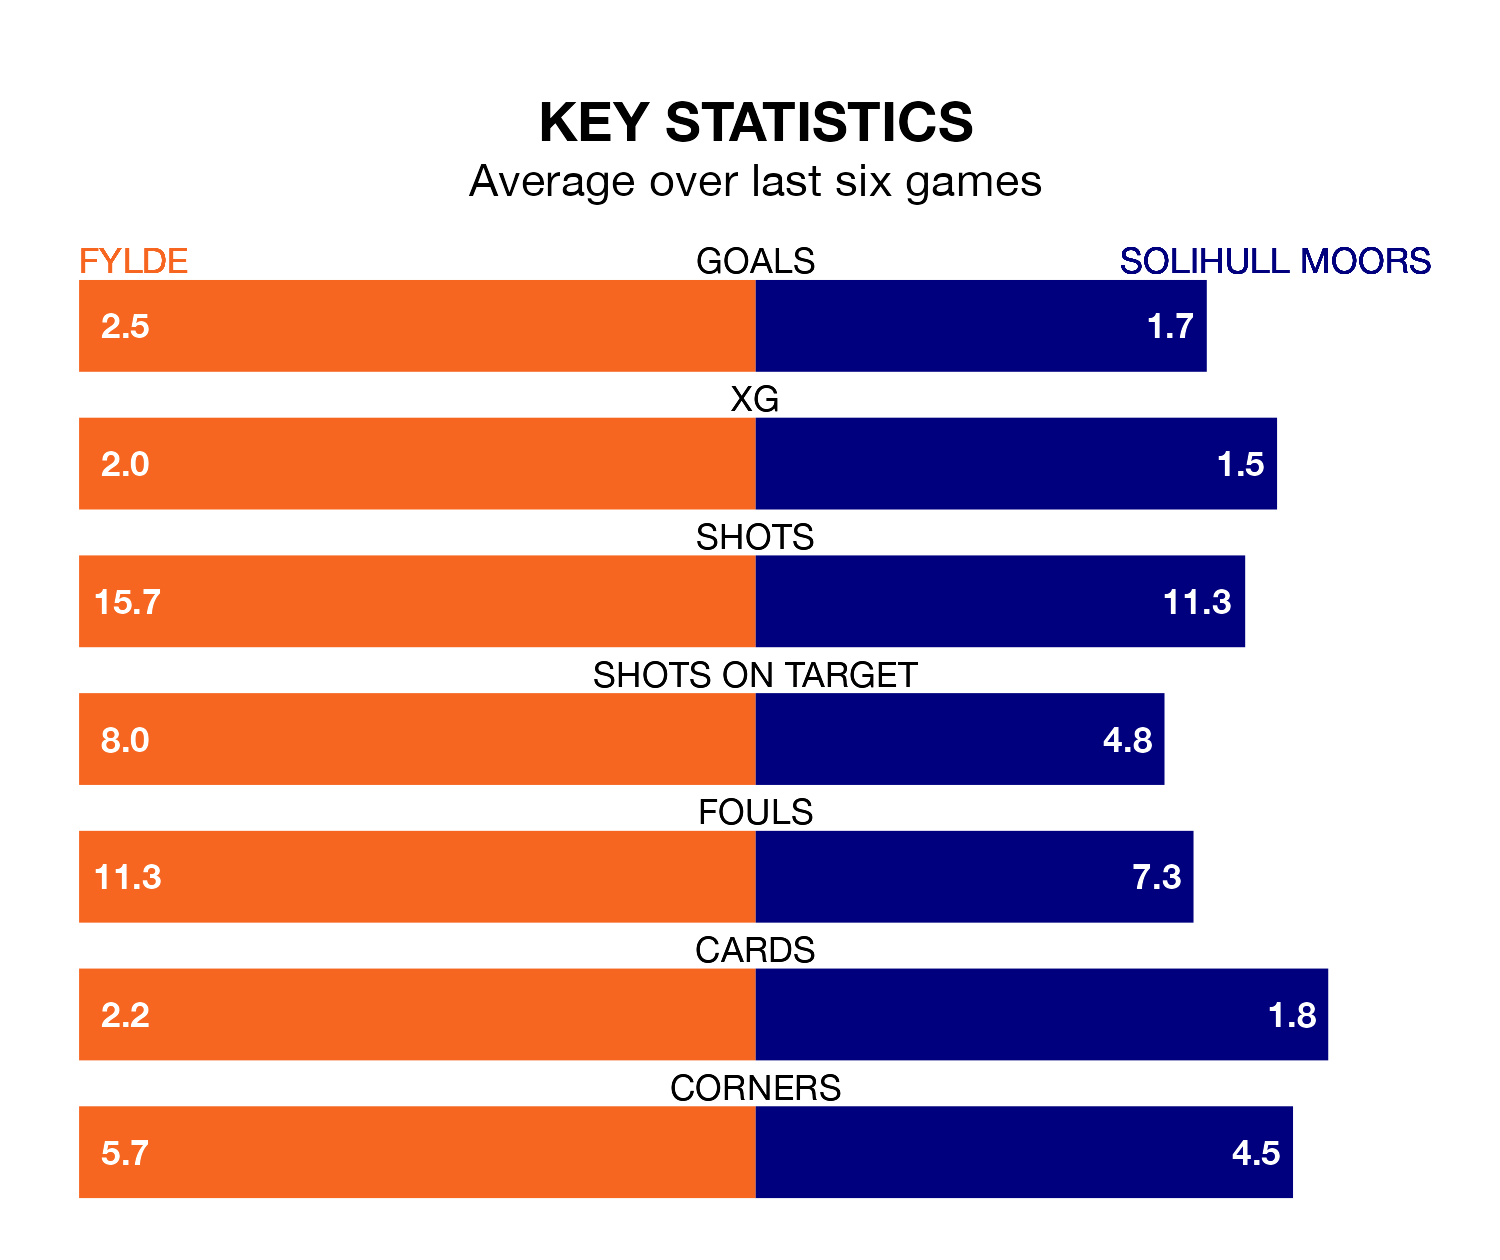 KEY STATISTICS
Average over last six games
FYLDE GOALS SOLIHULL MOORS
2.5 1.7
XG
2.0 1.5
SHOTS
15.7 11.3
SHOTS ON TARGET
8.0 4.8
FOULS
11.3 7.3
CARDS
2.2 1.8
CORNERS
5.7 4.5